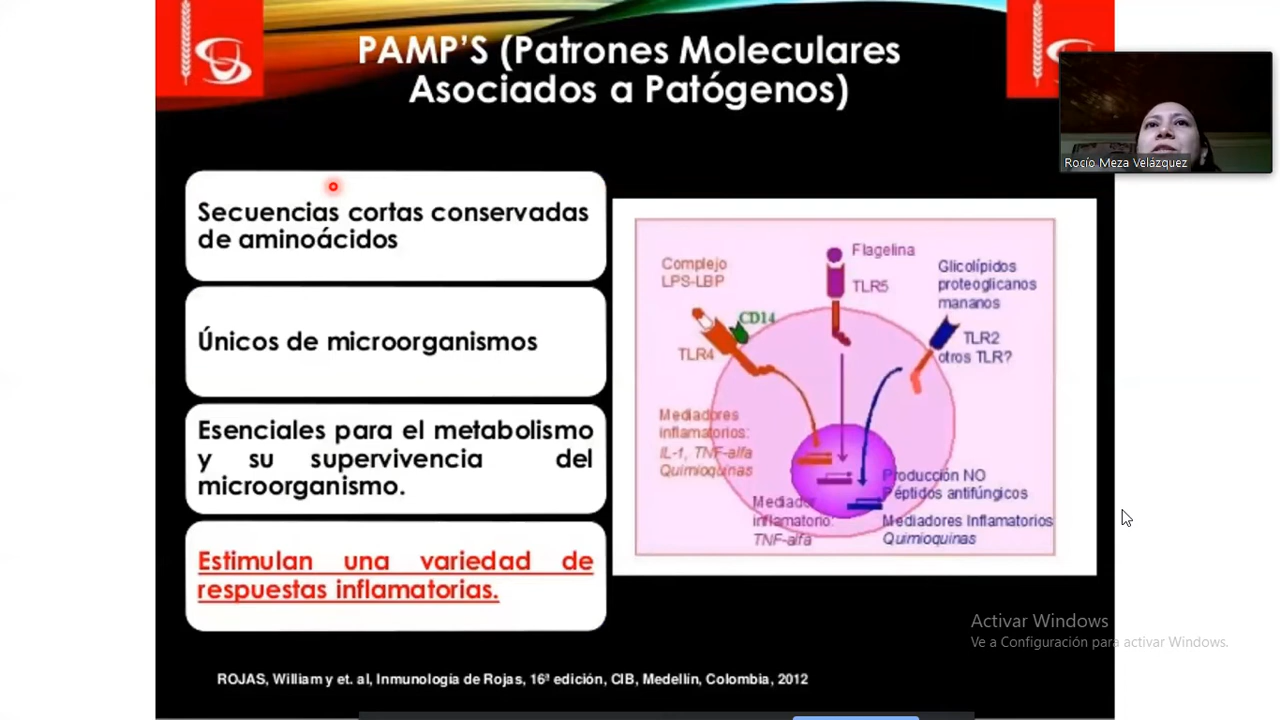 PAMP'S (Patrones Moleculares
Asociados a Patógenos)
Rocío Meza Velázquez
Secuencias cortas conservadas
de aminoácidos
Únicos de microorganismos
Esenciales para el metabolismo
y su supervivencia del
microorganismo.
Estimulan una variedad de
respuestas inflamatorias.
Complejo
LPS-LBP
CD14
TLR4
Flagelina
TLR5
Glicolípidos
proteoglicanos
mananos
TLR2
otros TLR?
Mediadores
inflamatorios:
IL-1, TNF-alfa
Quimioquinas
Mediador
inflamatorio:
TNF-alfa
Producción NO
Péptidos antifúngicos
Mediadores Inflamatorios
Quimioquinas
Activar Windows
Ve a Configuración para activar Windows.
ROJAS, William y et. al, Inmunología de Rojas, 16ª edición, CIB, Medellín, Colombia, 2012